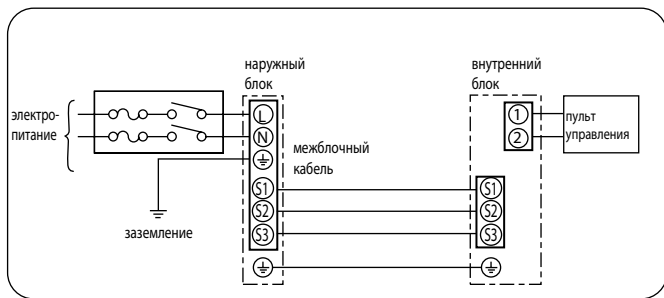 наружный
блок
внутренний
блок
электро-
питание
L
N
межблочный
кабель
S1
S2
S3
заземление
1
2
пульт
управления
S1
S2
S3